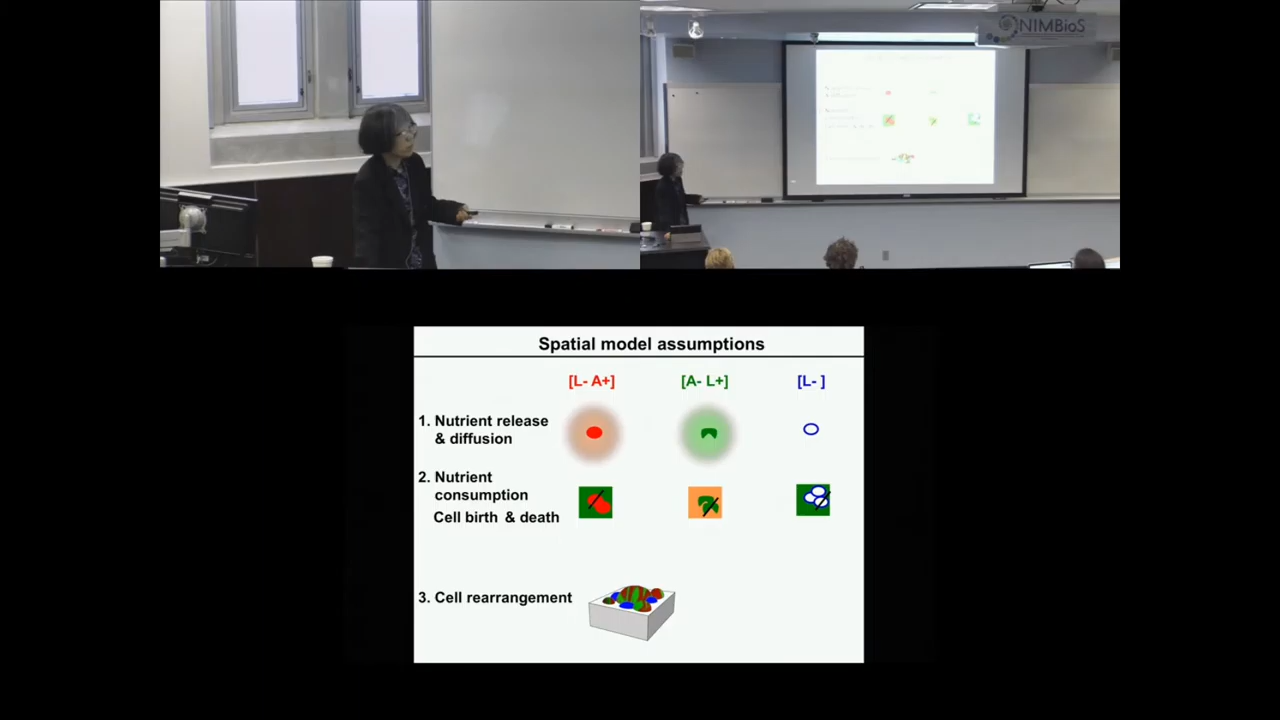 NIMBioS
Spatial model assumptions
[L- A+] [A- L+] [L- ]
1. Nutrient release
& diffusion
2. Nutrient
consumption
Cell birth & death
3. Cell rearrangement